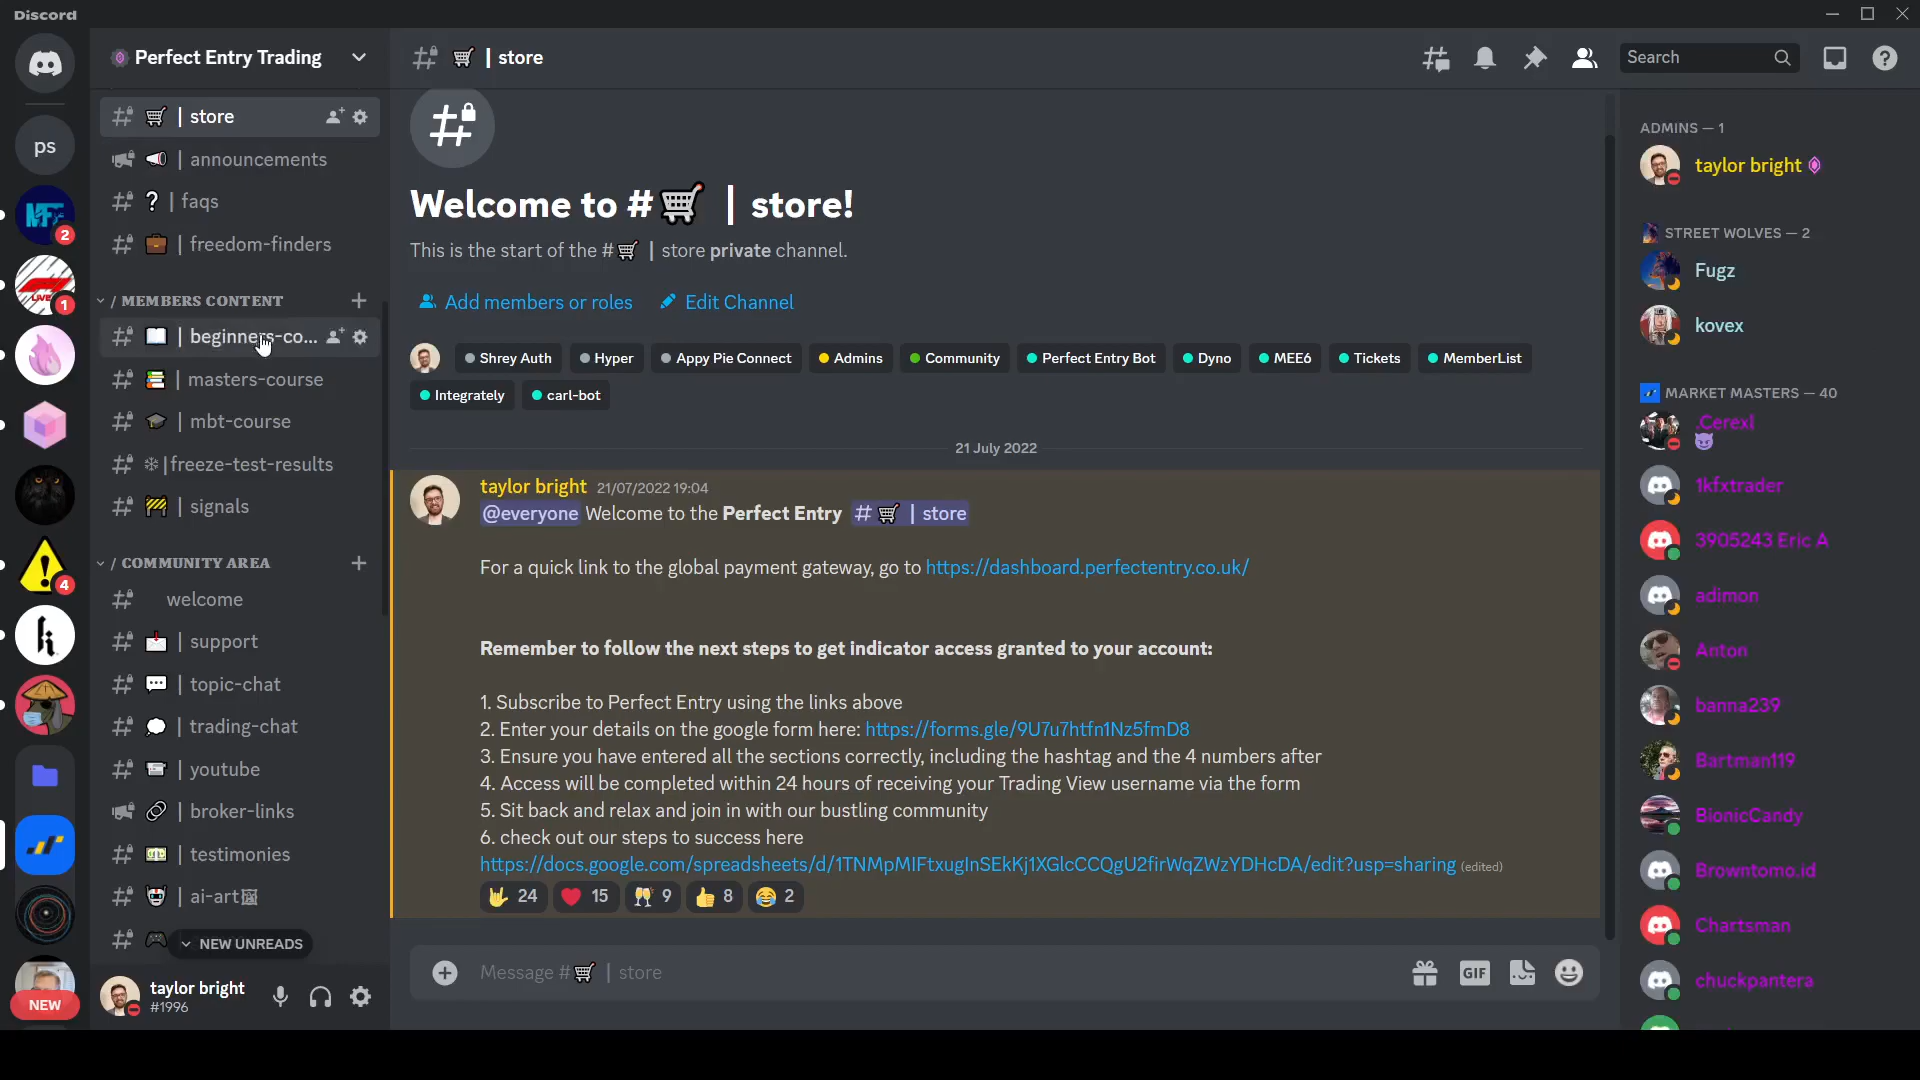 Discord
Perfect Entry Trading
| store
Search
ps
2
1
4
NEW
| store
| announcements
? | faqs
| freedom-finders
/ MEMBERS CONTENT
| beginners-co...
| masters-course
| mbt-course
|freeze-test-results
| signals
/ COMMUNITY AREA
welcome
| support
| topic-chat
| trading-chat
| youtube
| broker-links
| testimonies
| ai-art
NEW UNREADS
taylor bright
#1996
Welcome to # | store!
This is the start of the # | store private channel.
Add members or roles
Edit Channel
Shrey Auth
Hyper
Appy Pie Connect
Admins
Community
Perfect Entry Bot
Dyno
MEE6
Tickets
MemberList
Integrately
carl-bot
21 July 2022
taylor bright 21/07/2022 19:04
@everyone Welcome to the Perfect Entry # | store
For a quick link to the global payment gateway, go to https://dashboard.perfectentry.co.uk/
Remember to follow the next steps to get indicator access granted to your account:
1. Subscribe to Perfect Entry using the links above
2. Enter your details on the google form here: https://forms.gle/9U7u7htfn1Nz5fmD8
3. Ensure you have entered all the sections correctly, including the hashtag and the 4 numbers after
4. Access will be completed within 24 hours of receiving your Trading View username via the form
5. Sit back and relax and join in with our bustling community
6. check out our steps to success here
https://docs.google.com/spreadsheets/d/1TNMpMIFtxugInSEkKj1XGlcCCQgU2firWqZWzYDHcDA/edit?usp=sharing (edited)
24
15
9
8
2
Message # | store
GIF
ADMINS — 1
taylor bright
STREET WOLVES — 2
Fugz
kovex
MARKET MASTERS — 40
.Cerexl
1kfxtrader
3905243 Eric A
adimon
Anton
banna239
Bartman119
BionicCandy
Browntomo.id
Chartsman
chuckpantera